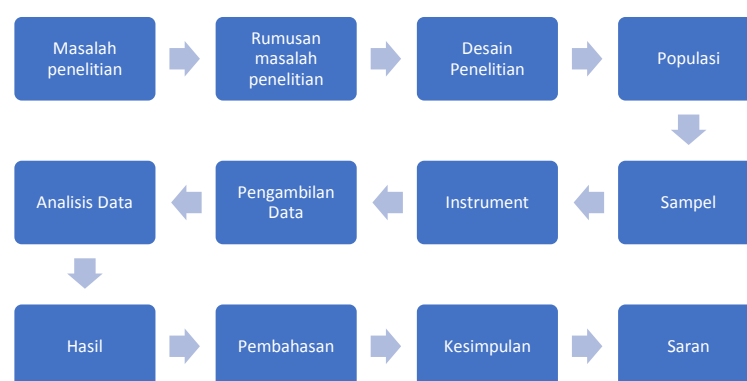 Masalah
penelitian
Rumusan
masalah
penelitian
Desain
Penelitian
Populasi
Sampel
Instrument
Pengambilan
Data
Analisis Data
Hasil
Pembahasan
Kesimpulan
Saran